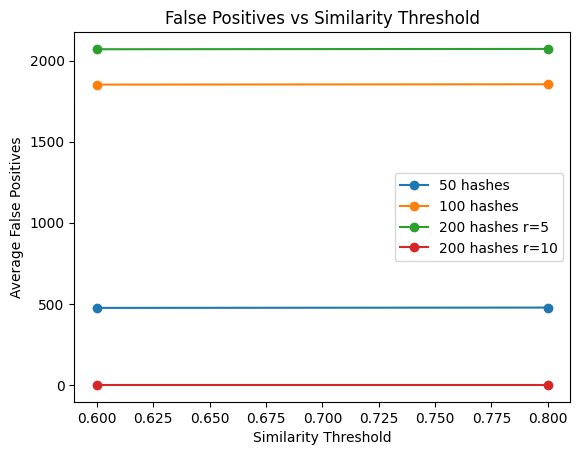 False Positives vs Similarity Threshold
Average False Positives
2000
1500
1000
500
0
50 hashes
100 hashes
200 hashes r=5
200 hashes r=10
0.600 0.625 0.650 0.675 0.700 0.725 0.750 0.775 0.800
Similarity Threshold